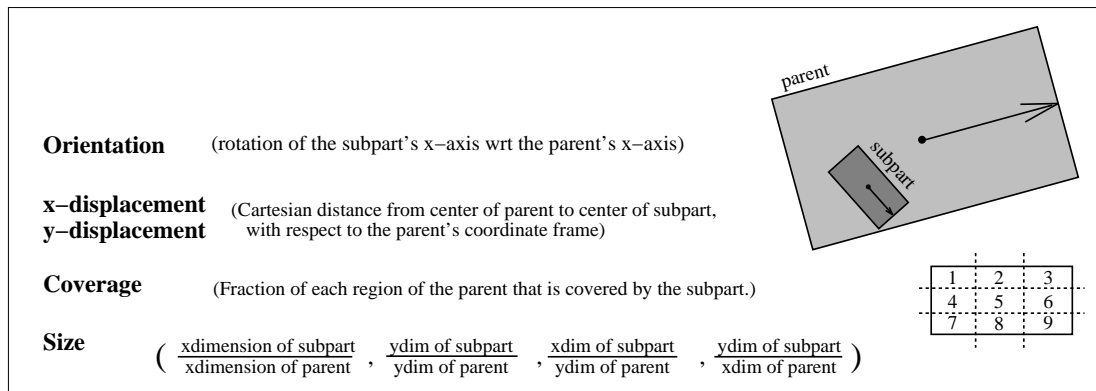 parent
Orientation (rotation of the subpart's x−axis wrt the parent's x−axis)
subpart
x−displacement (Cartesian distance from center of parent to center of subpart,
y−displacement with respect to the parent's coordinate frame)
Coverage (Fraction of each region of the parent that is covered by the subpart.)
1 2 3
4 5 6
7 8 9
Size ( xdimension of subpart / xdimension of parent , ydim of subpart / ydim of parent , xdim of subpart / ydim of parent , ydim of subpart / xdim of parent )